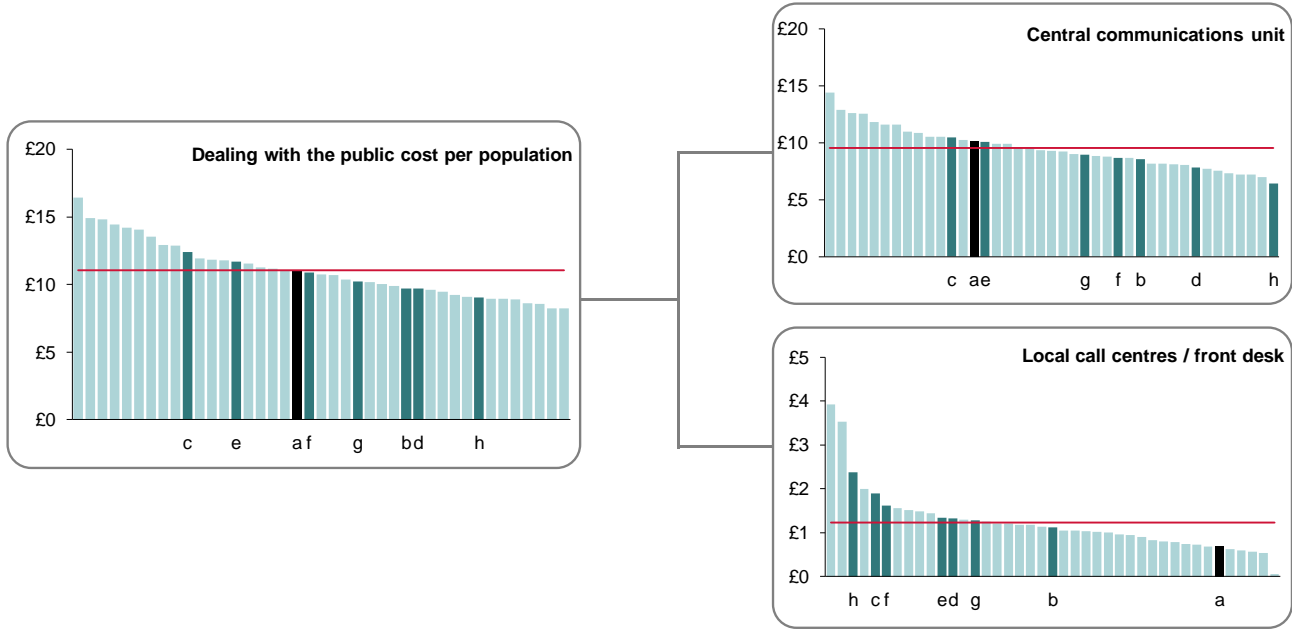 Dealing with the public cost per population
£20
£15
£10
£5
£0
c e a f g b d h
Central communications unit
£20
£15
£10
£5
£0
c a e g f b d h
Local call centres / front desk
£5
£4
£3
£2
£1
£0
h c f e d g b a